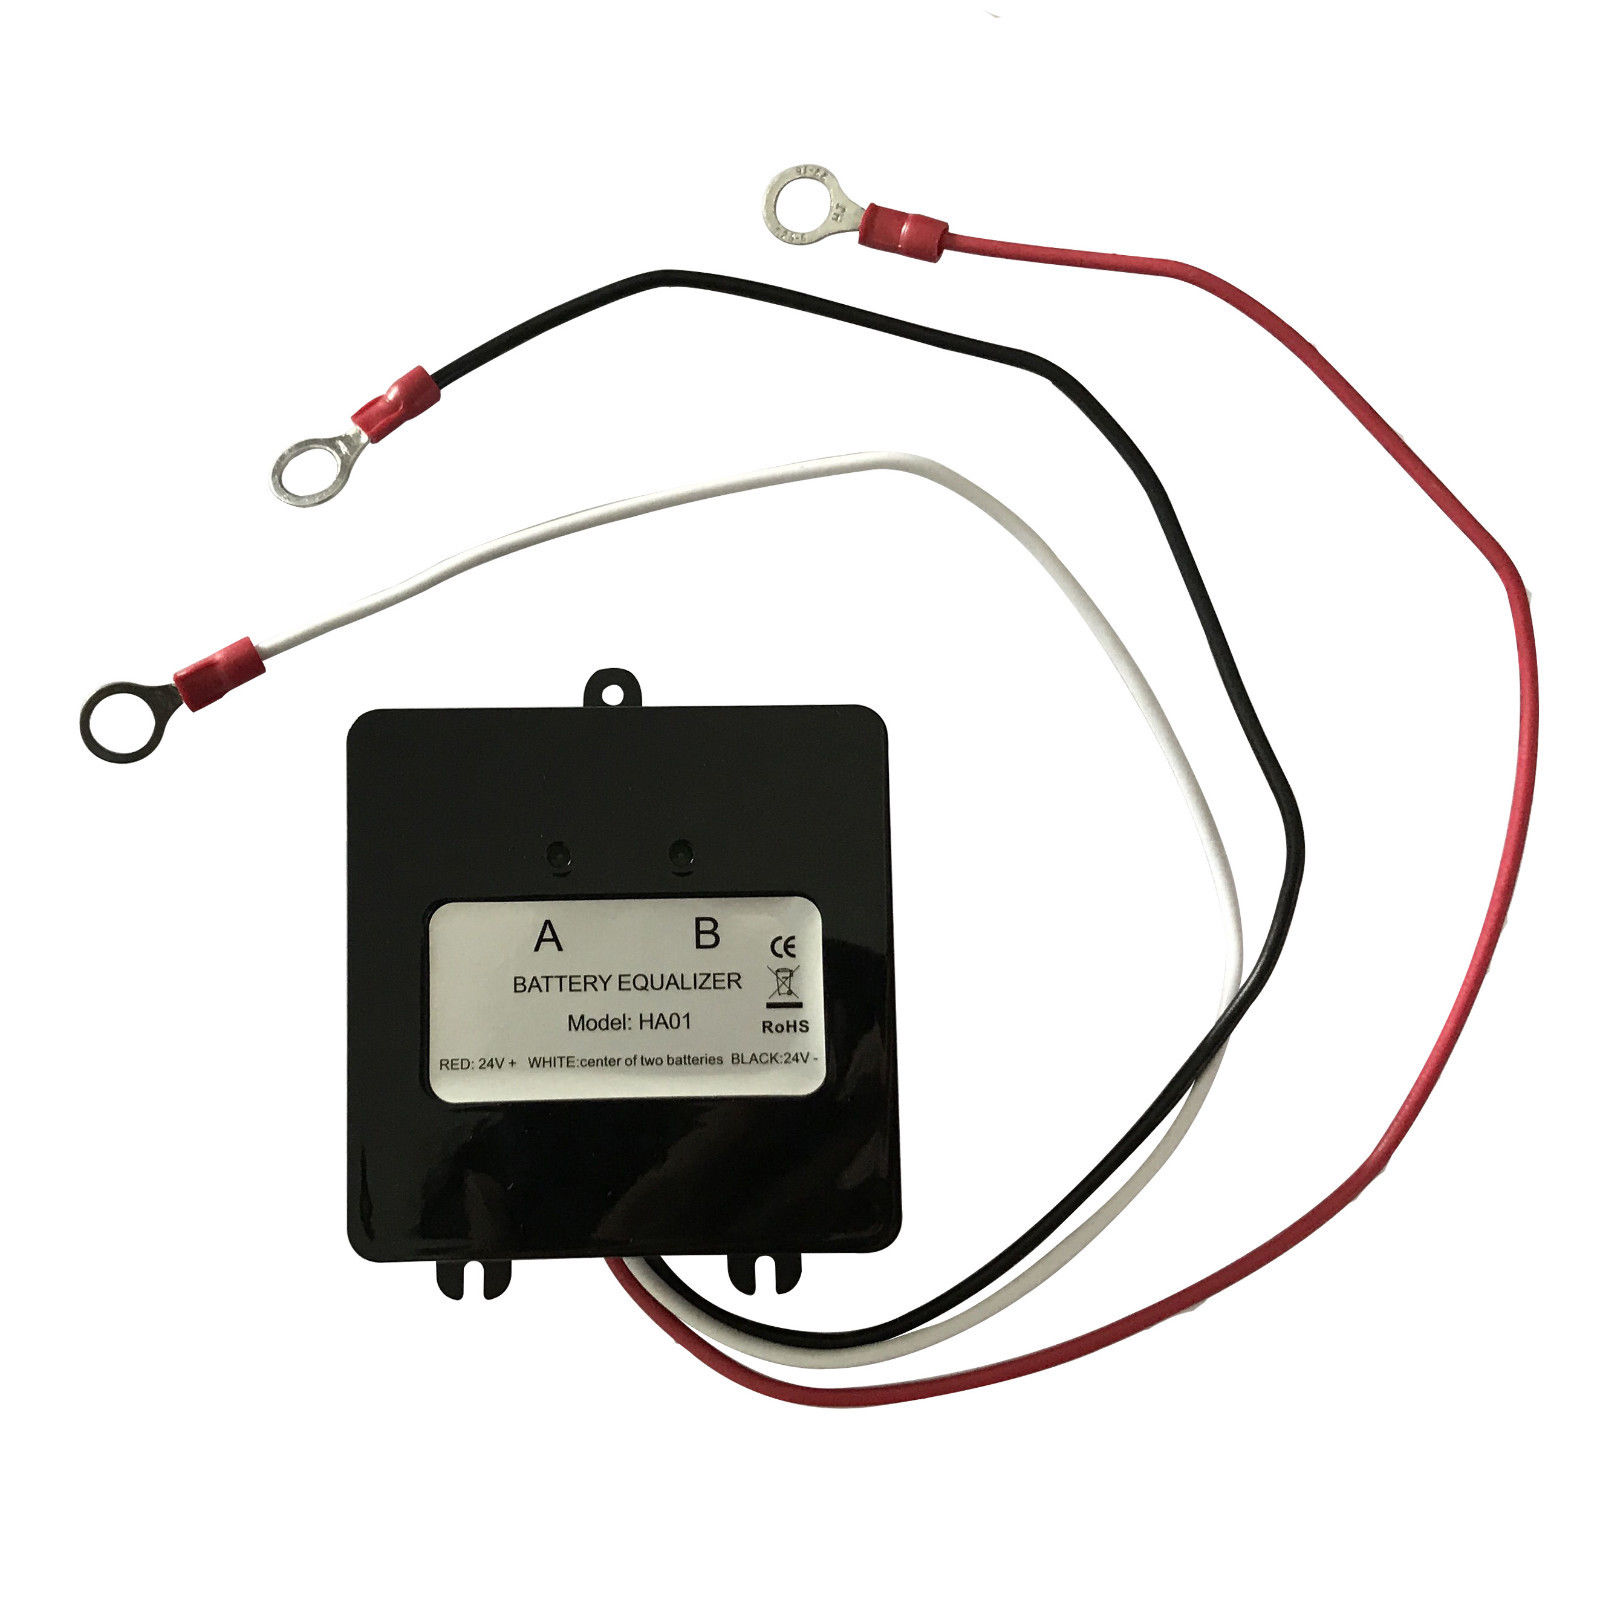 A B
CE
BATTERY EQUALIZER
Model: HA01
RoHS
RED: 24V + WHITE:center of two batteries BLACK:24V -